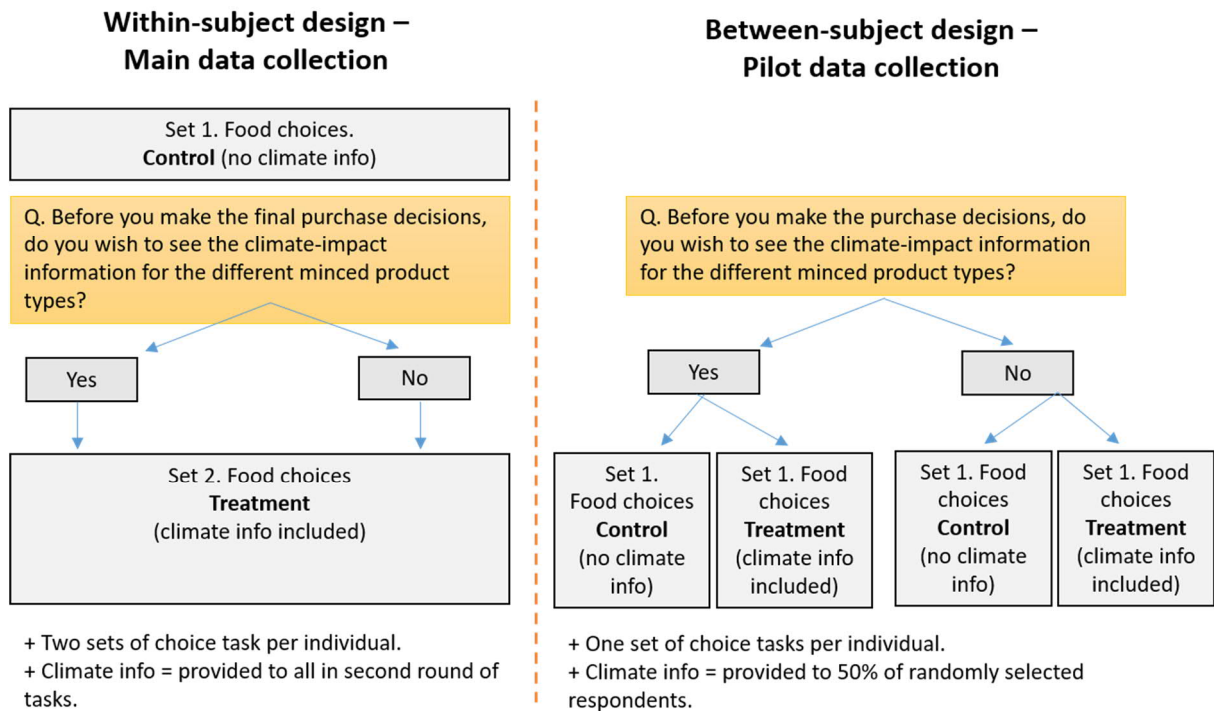 Within-subject design –
Main data collection
Set 1. Food choices.
Control (no climate info)
Q. Before you make the final purchase decisions,
do you wish to see the climate-impact
information for the different minced product
types?
Yes
No
Set 2. Food choices
Treatment
(climate info included)
+ Two sets of choice task per individual.
+ Climate info = provided to all in second round of
tasks.
Between-subject design –
Pilot data collection
Q. Before you make the purchase decisions, do
you wish to see the climate-impact information
for the different minced product types?
Yes
No
Set 1.
Food choices
Control
(no climate
info)
Set 1. Food
choices
Treatment
(climate info
included)
Set 1. Food
choices
Control
(no climate
info)
Set 1. Food
choices
Treatment
(climate info
included)
+ One set of choice tasks per individual.
+ Climate info = provided to 50% of randomly selected
respondents.